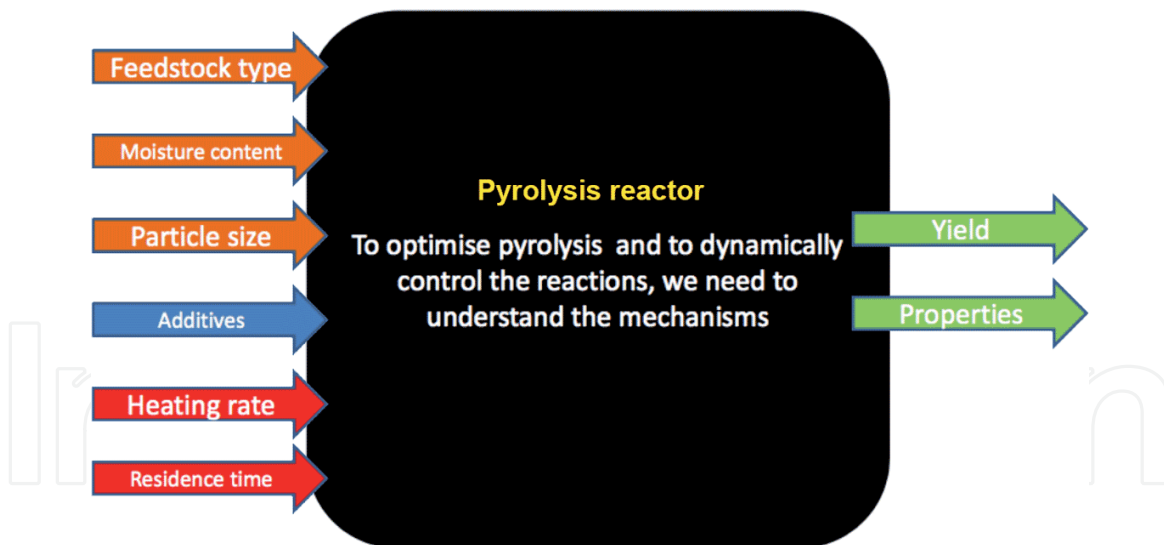 Feedstock type
Moisture content
Particle size
Additives
Heating rate
Residence time
Pyrolysis reactor
To optimise pyrolysis and to dynamically
control the reactions, we need to
understand the mechanisms
Yield
Properties